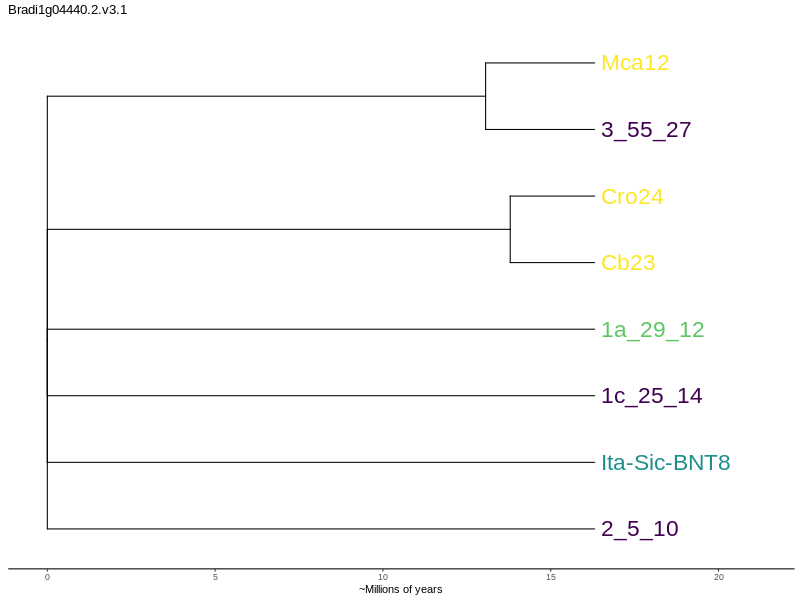 Bradi1g04440.2.v3.1
Mca12
3_55_27
Cro24
Cb23
1a_29_12
1c_25_14
Ita-Sic-BNT8
2_5_10
0 5 10 15 20
~Millions of years